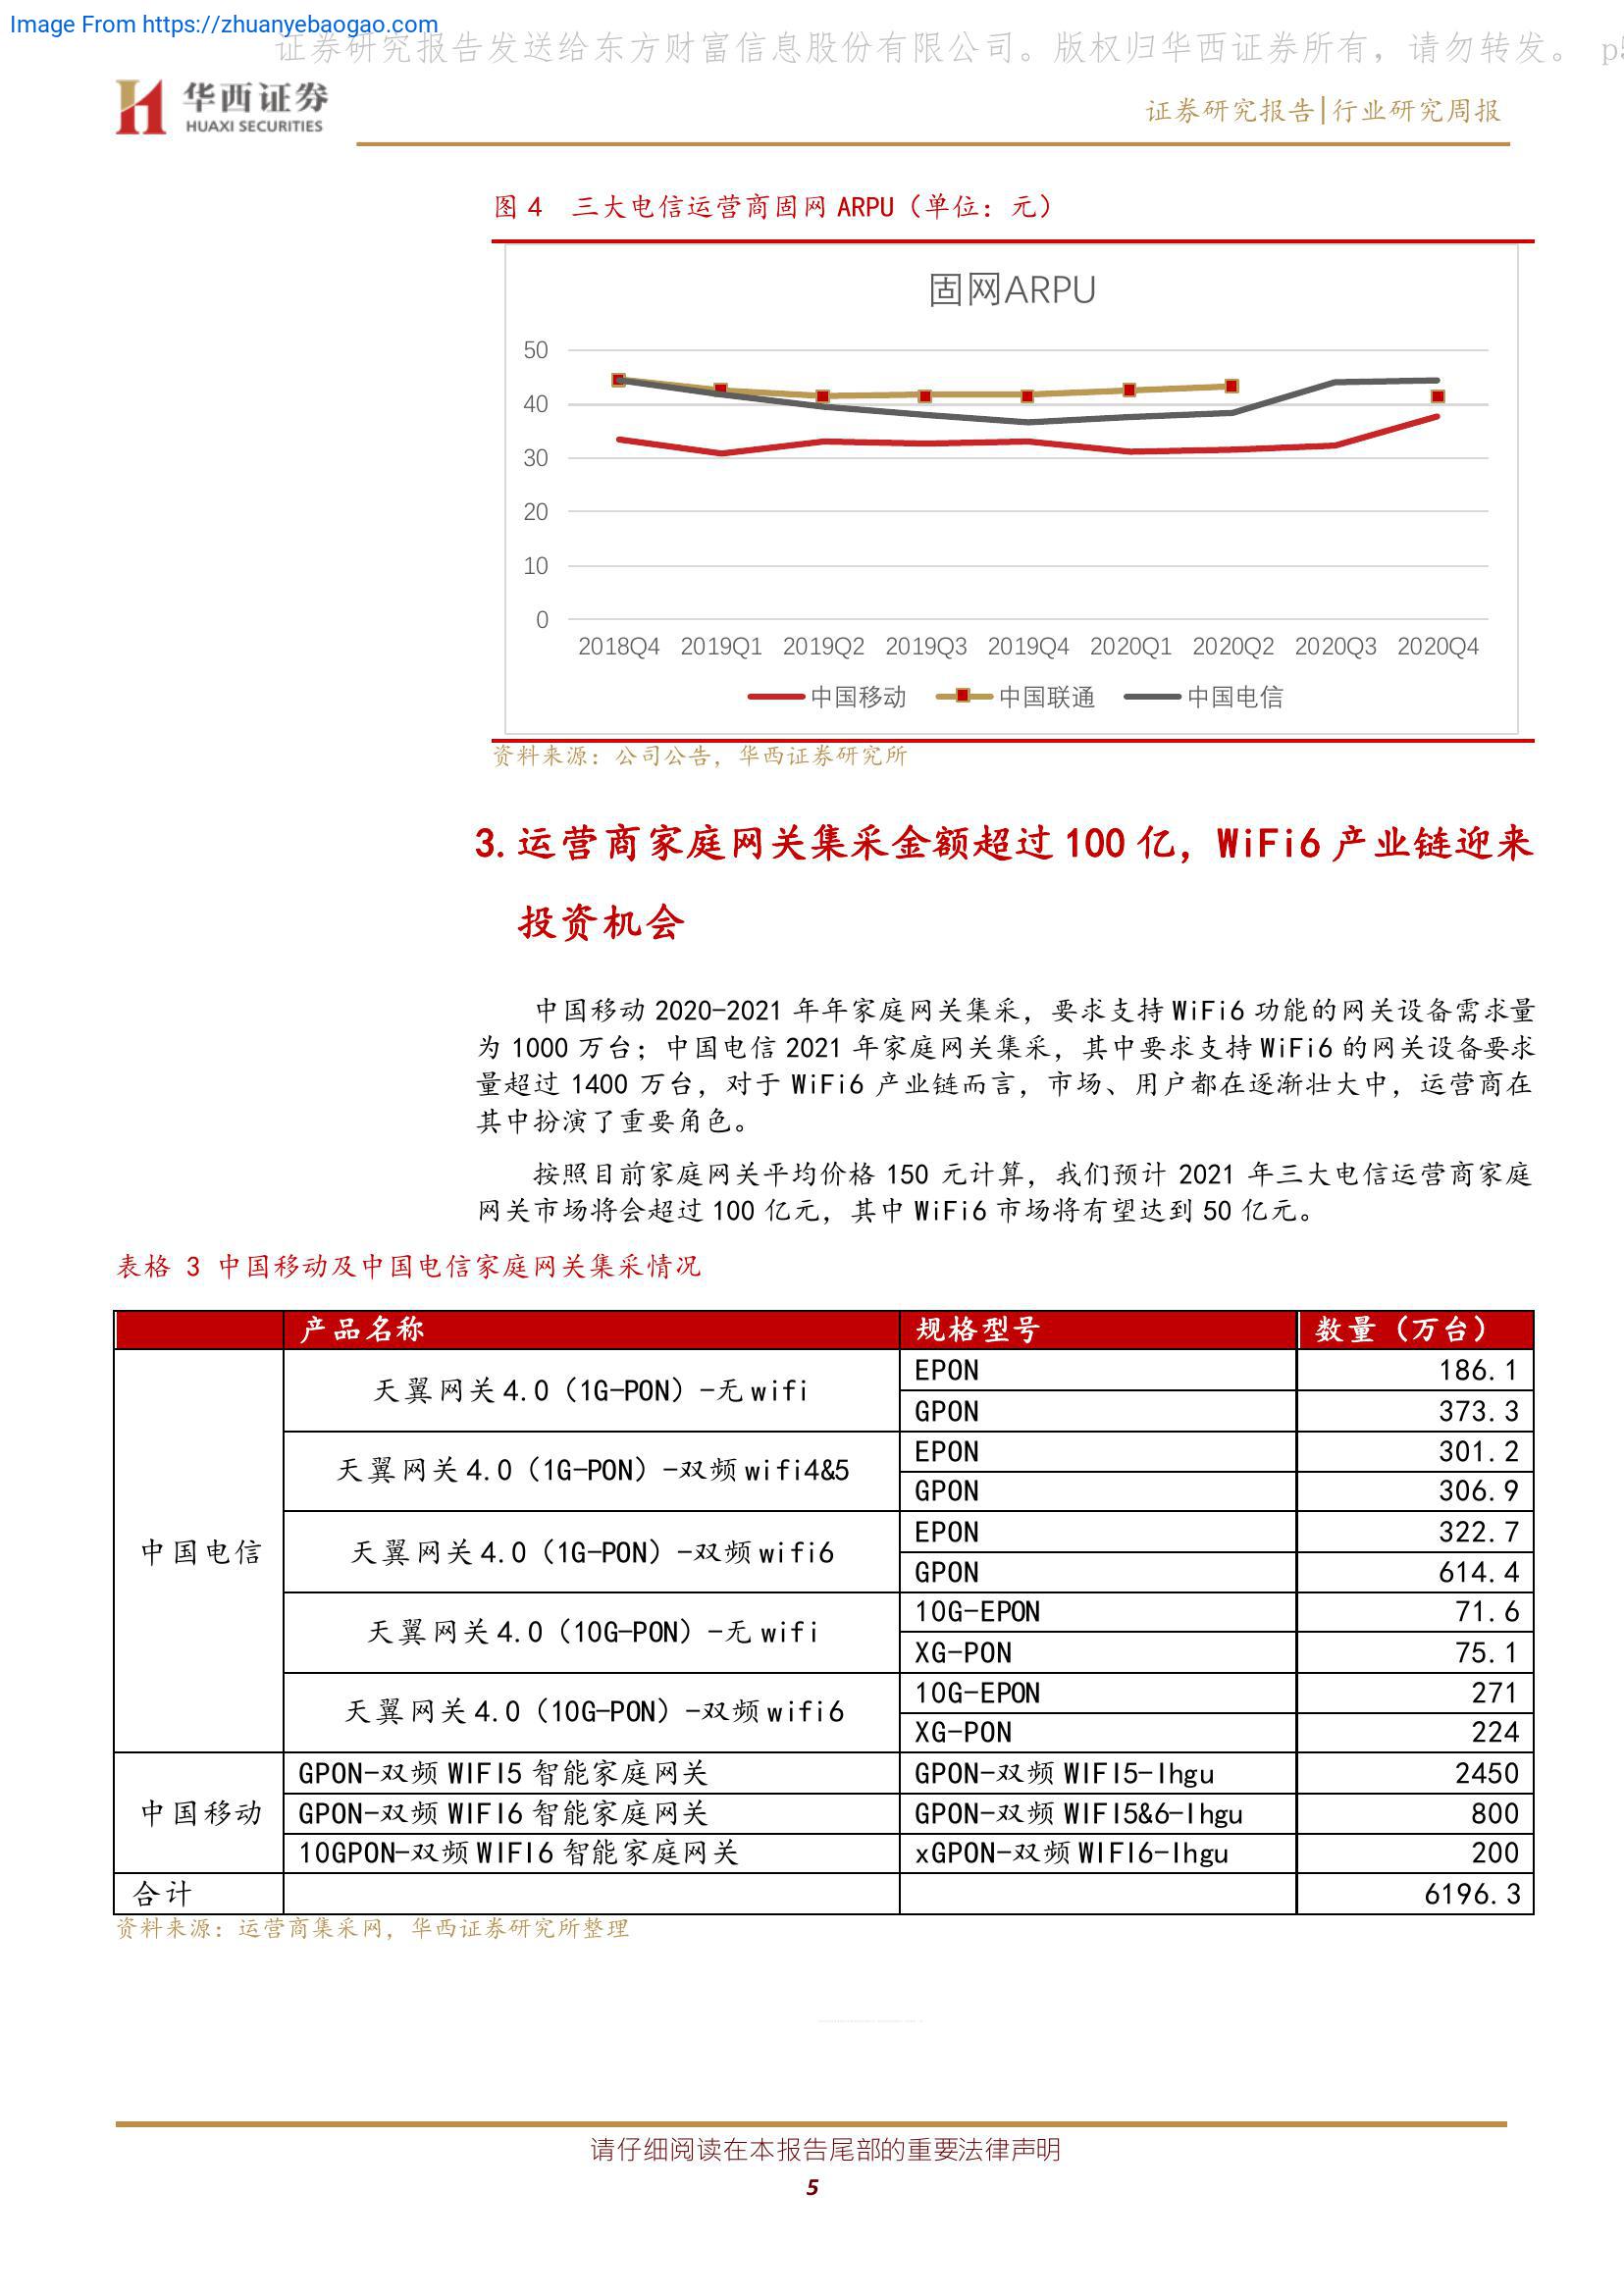 Image From https://zhuanyebaogao.com
证券研究报告发送给东方财富信息股份有限公司。版权归华西证券所有，请勿转发。 p
华西证券
HUAXI SECURITIES
证券研究报告|行业研究周报
图 4 三大电信运营商固网 ARPU（单位：元）
固网ARPU
50
40
30
20
10
0
2018Q4 2019Q1 2019Q2 2019Q3 2019Q4 2020Q1 2020Q2 2020Q3 2020Q4
中国移动 中国联通 中国电信
资料来源：公司公告，华西证券研究所
3. 运营商家庭网关集采金额超过 100 亿，WiFi6 产业链迎来
投资机会
中国移动 2020-2021 年年家庭网关集采，要求支持 WiFi6 功能的网关设备需求量
为 1000 万台；中国电信 2021 年家庭网关集采，其中要求支持 WiFi6 的网关设备要求
量超过 1400 万台，对于 WiFi6 产业链而言，市场、用户都在逐渐壮大中，运营商在
其中扮演了重要角色。
按照目前家庭网关平均价格 150 元计算，我们预计 2021 年三大电信运营商家庭
网关市场将会超过 100 亿元，其中 WiFi6 市场将有望达到 50 亿元。
表格 3 中国移动及中国电信家庭网关集采情况
产品名称 规格型号 数量（万台）
中国电信
天翼网关 4.0（1G-PON）-无 wifi
EPON 186.1
GPON 373.3
天翼网关 4.0（1G-PON）-双频 wifi4&5
EPON 301.2
GPON 306.9
天翼网关 4.0（1G-PON）-双频 wifi6
EPON 322.7
GPON 614.4
天翼网关 4.0（10G-PON）-无 wifi
10G-EPON 71.6
XG-PON 75.1
天翼网关 4.0（10G-PON）-双频 wifi6
10G-EPON 271
XG-PON 224
中国移动
GPON-双频 WIFI5 智能家庭网关 GPON-双频 WIFI5-Ihgu 2450
GPON-双频 WIFI6 智能家庭网关 GPON-双频 WIFI5&6-Ihgu 800
10GPON-双频 WIFI6 智能家庭网关 xGPON-双频 WIFI6-Ihgu 200
合计 6196.3
资料来源：运营商集采网，华西证券研究所整理
请仔细阅读在本报告尾部的重要法律声明
5